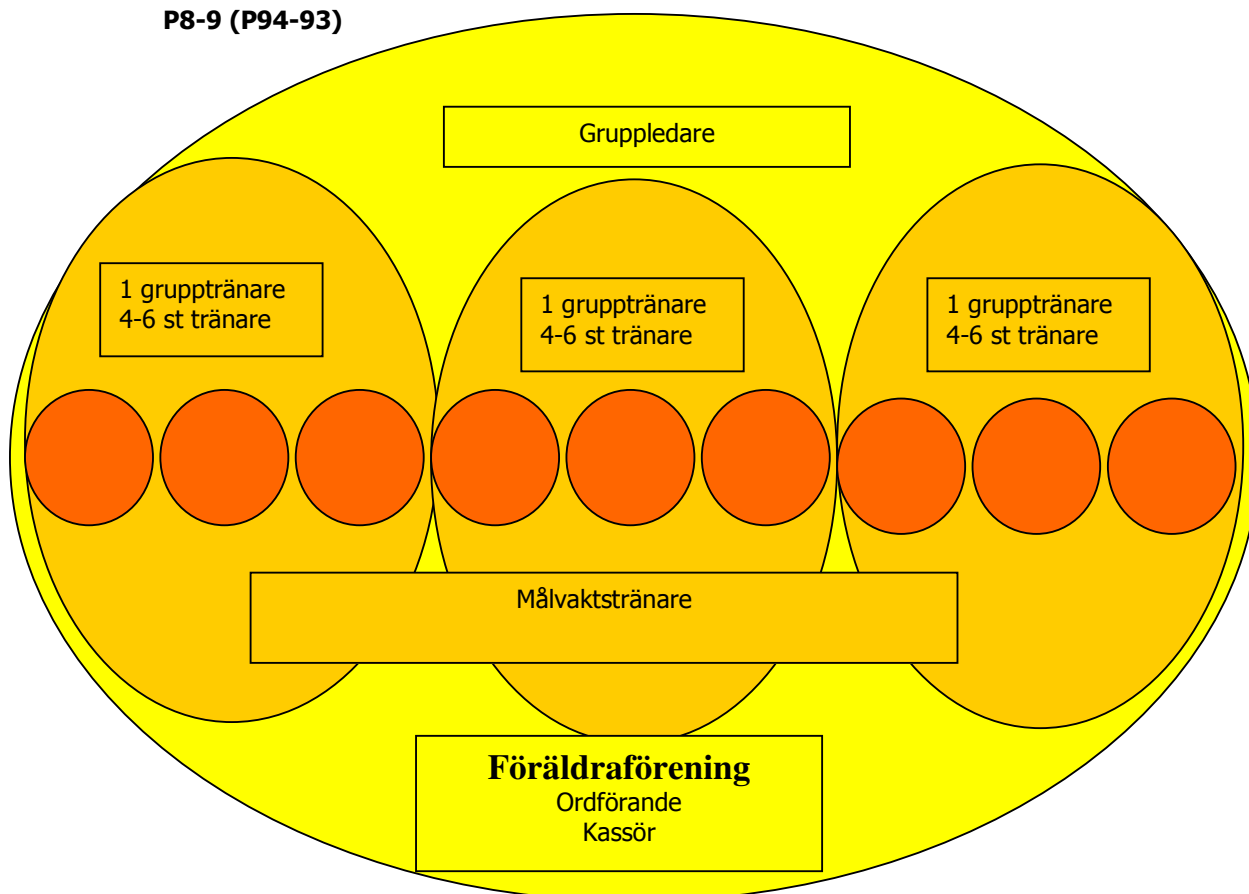 P8-9 (P94-93)
Gruppledare
1 grupptränare
4-6 st tränare
1 grupptränare
4-6 st tränare
1 grupptränare
4-6 st tränare
Målvaktstränare
Föräldraförening
Ordförande
Kassör